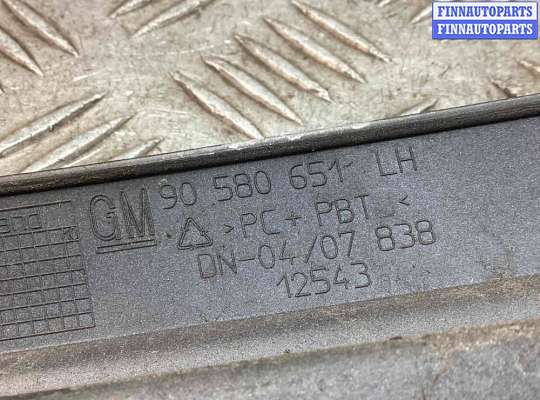 FINNAUTOPARTS
FINNAUTOPARTS
GM 90 580 651 LH
>PC + PBT <
DN-04/07 838
12543